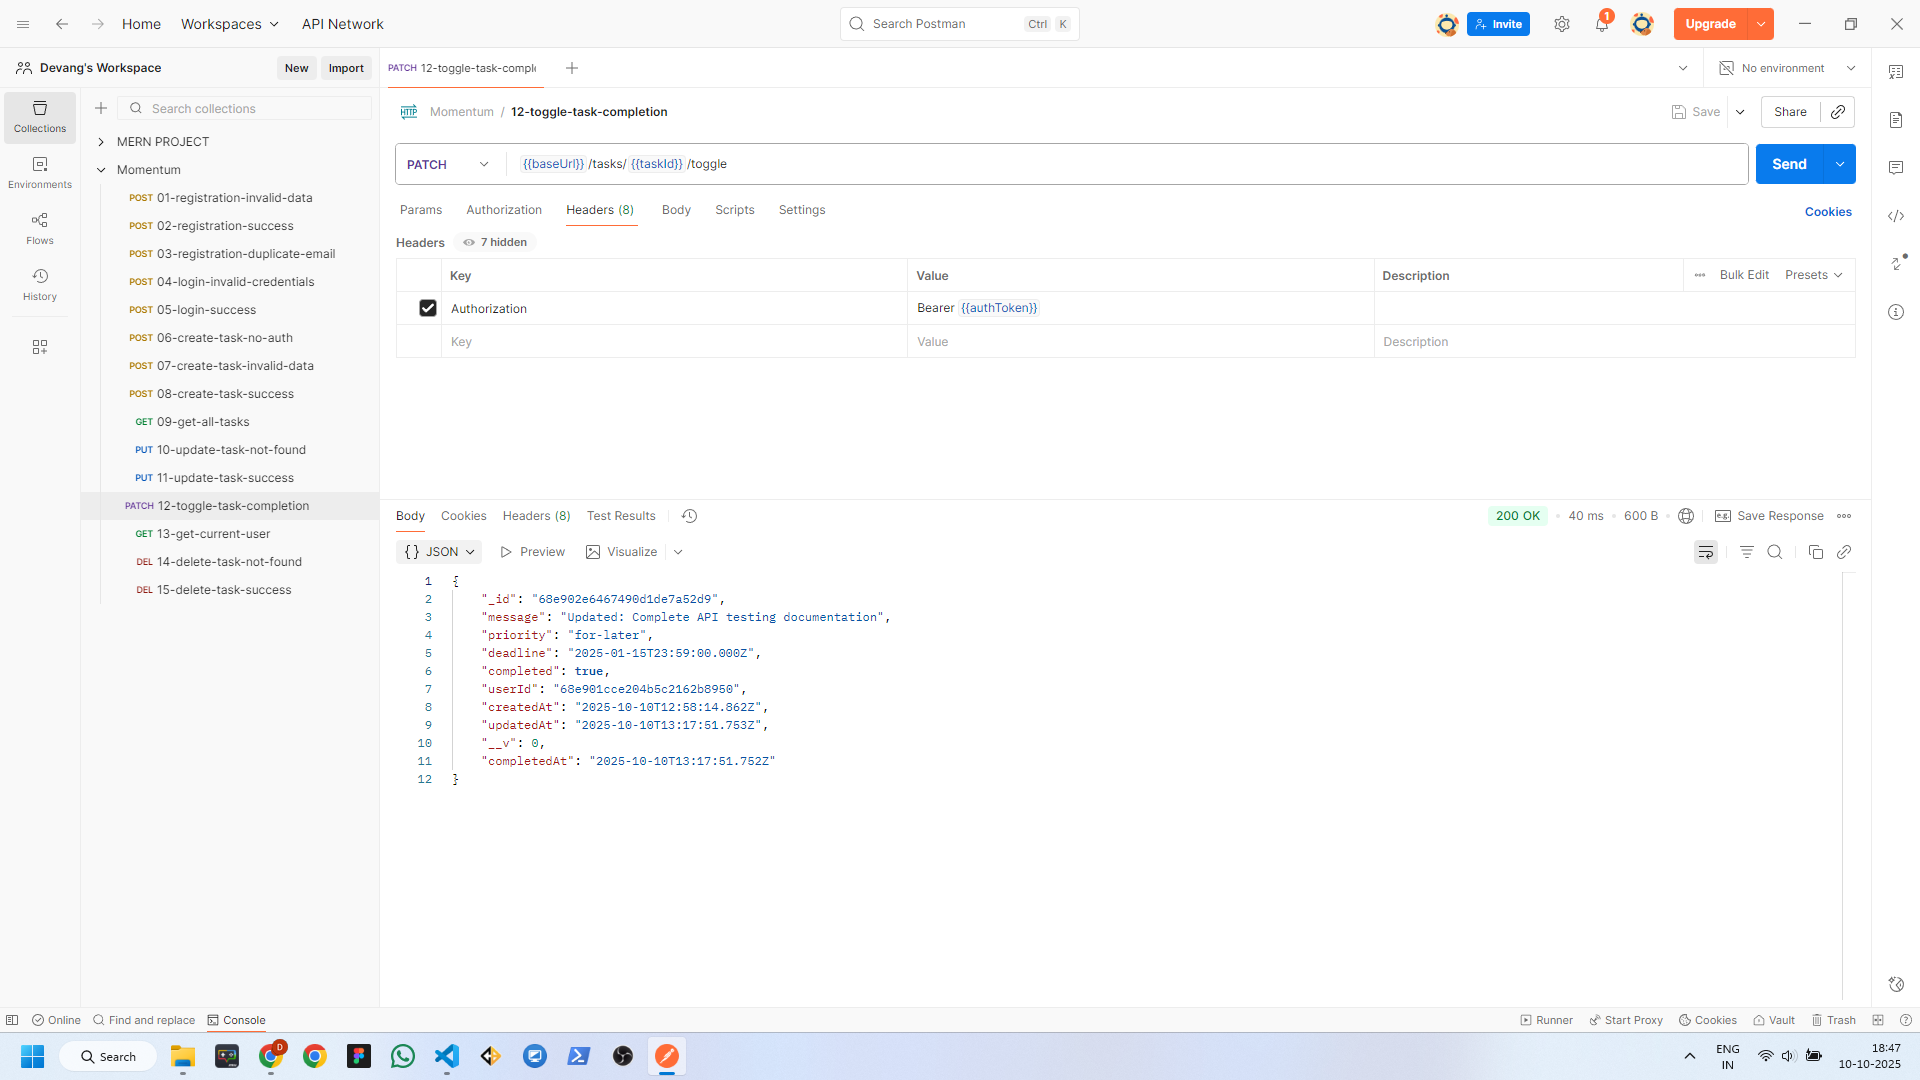 Home
Workspaces
API Network
Search Postman
Ctrl K
Invite
1
Upgrade
Devang's Workspace
New
Import
PATCH 12-toggle-task-comple
No environment
Collections
Environments
Flows
History
Search collections
MERN PROJECT
Momentum
POST 01-registration-invalid-data
POST 02-registration-success
POST 03-registration-duplicate-email
POST 04-login-invalid-credentials
POST 05-login-success
POST 06-create-task-no-auth
POST 07-create-task-invalid-data
POST 08-create-task-success
GET 09-get-all-tasks
PUT 10-update-task-not-found
PUT 11-update-task-success
PATCH 12-toggle-task-completion
GET 13-get-current-user
DEL 14-delete-task-not-found
DEL 15-delete-task-success
HTTP Momentum / 12-toggle-task-completion
Save
Share
PATCH
{{baseUrl}} /tasks/ {{taskId}} /toggle
Send
Params
Authorization
Headers (8)
Body
Scripts
Settings
Cookies
Headers
7 hidden
Key
Value
Description
Bulk Edit
Presets
Authorization
Bearer {{authToken}}
Key
Value
Description
Body
Cookies
Headers (8)
Test Results
200 OK
40 ms
600 B
e.g. Save Response
{} JSON
Preview
Visualize
1 {
2 "_id": "68e902e6467490d1de7a52d9",
3 "message": "Updated: Complete API testing documentation",
4 "priority": "for-later",
5 "deadline": "2025-01-15T23:59:00.000Z",
6 "completed": true,
7 "userId": "68e901cce204b5c2162b8950",
8 "createdAt": "2025-10-10T12:58:14.862Z",
9 "updatedAt": "2025-10-10T13:17:51.753Z",
10 "__v": 0,
11 "completedAt": "2025-10-10T13:17:51.752Z"
12 }
Online
Find and replace
Console
Runner
Start Proxy
Cookies
Vault
Trash
Search
D
ENG
IN
18:47
10-10-2025